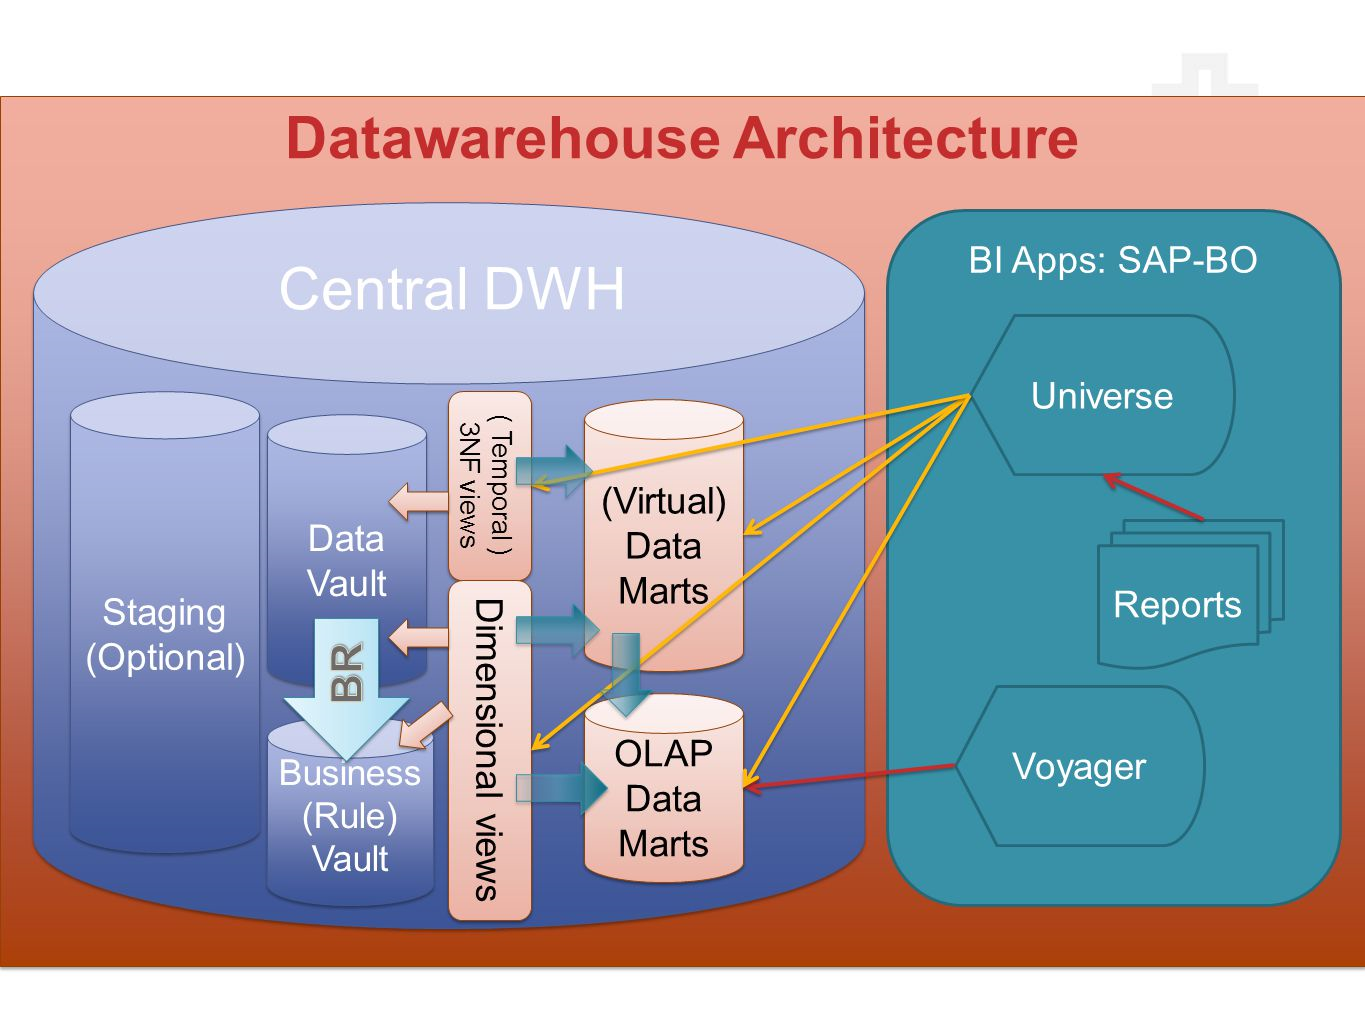 Datawarehouse Architecture
Central DWH
Staging
(Optional)
Data
Vault
BR
Business
(Rule)
Vault
( Temporal )
3NF views
Dimensional views
(Virtual)
Data
Marts
OLAP
Data
Marts
BI Apps: SAP-BO
Universe
Reports
Voyager